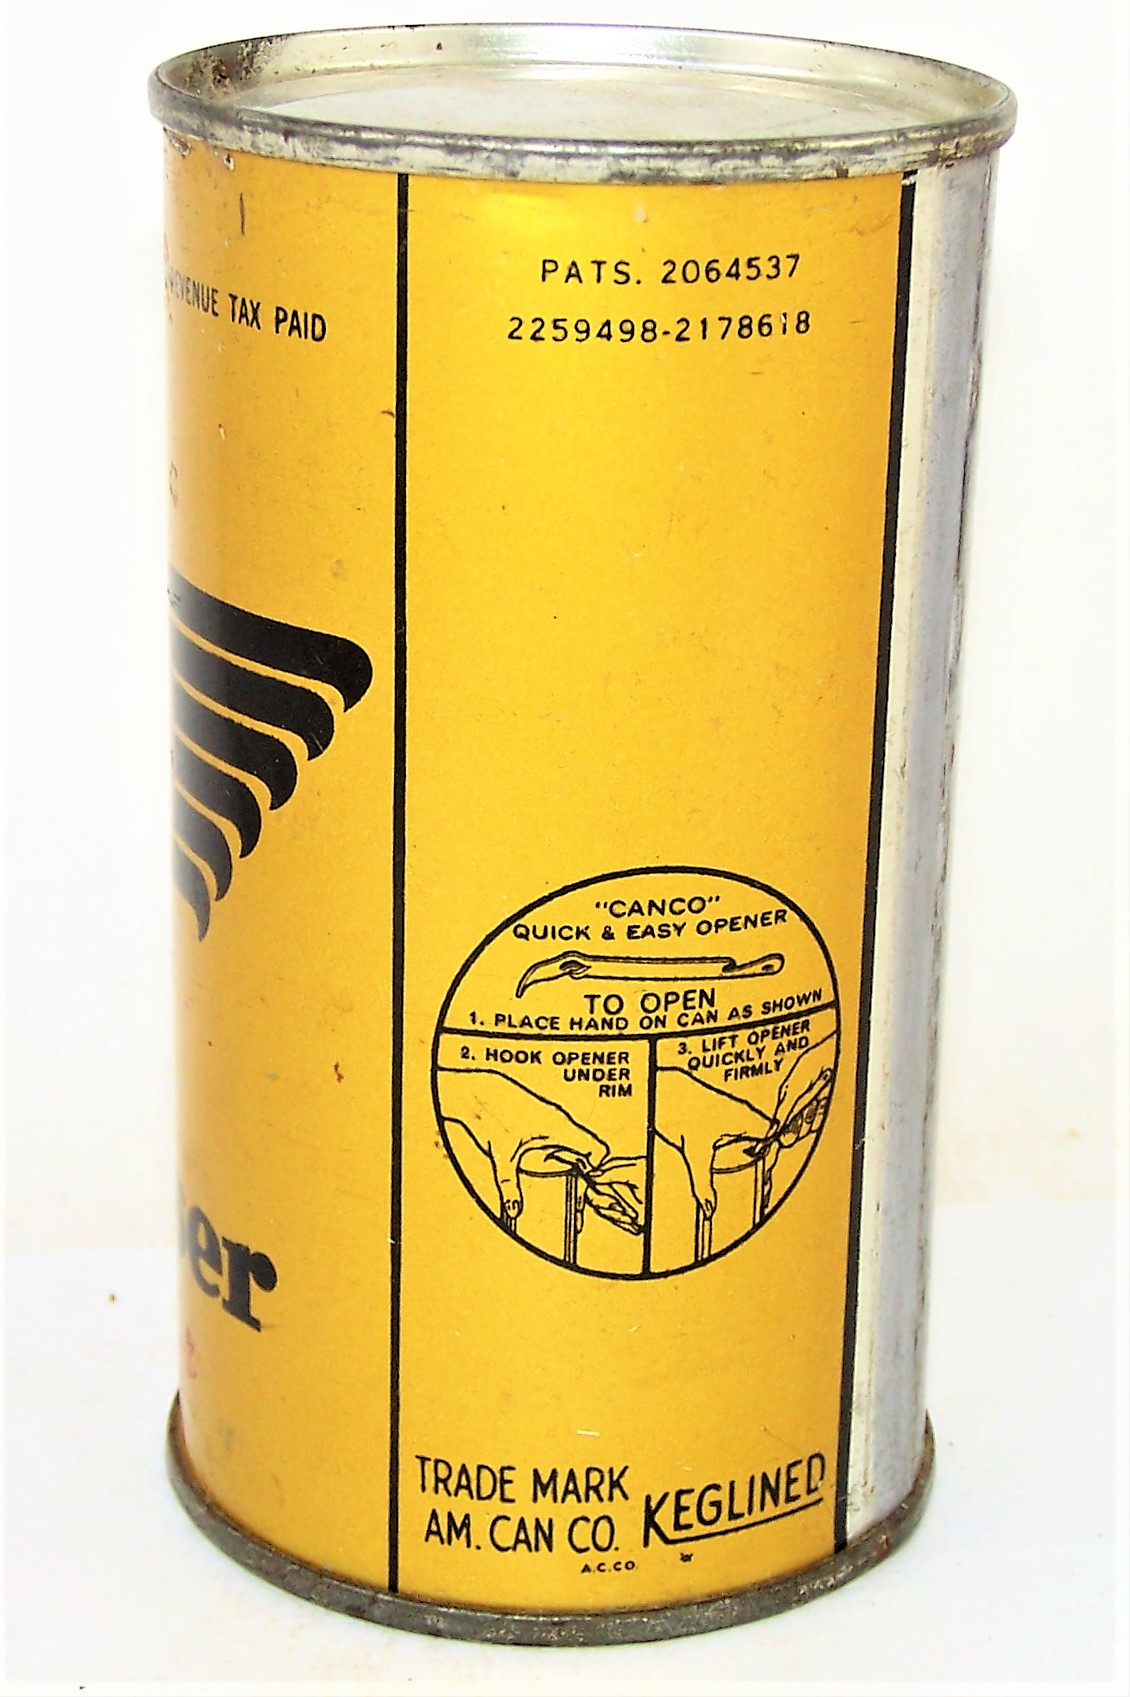 REVENUE TAX PAID
PATS. 2064537
2259498-2178618
"CANCO"
QUICK & EASY OPENER
TO OPEN
1. PLACE HAND ON CAN AS SHOWN
2. HOOK OPENER
UNDER
RIM
3. LIFT OPENER
QUICKLY AND
FIRMLY
TRADE MARK
AM. CAN CO.
KEGLINED
A.C.CO.